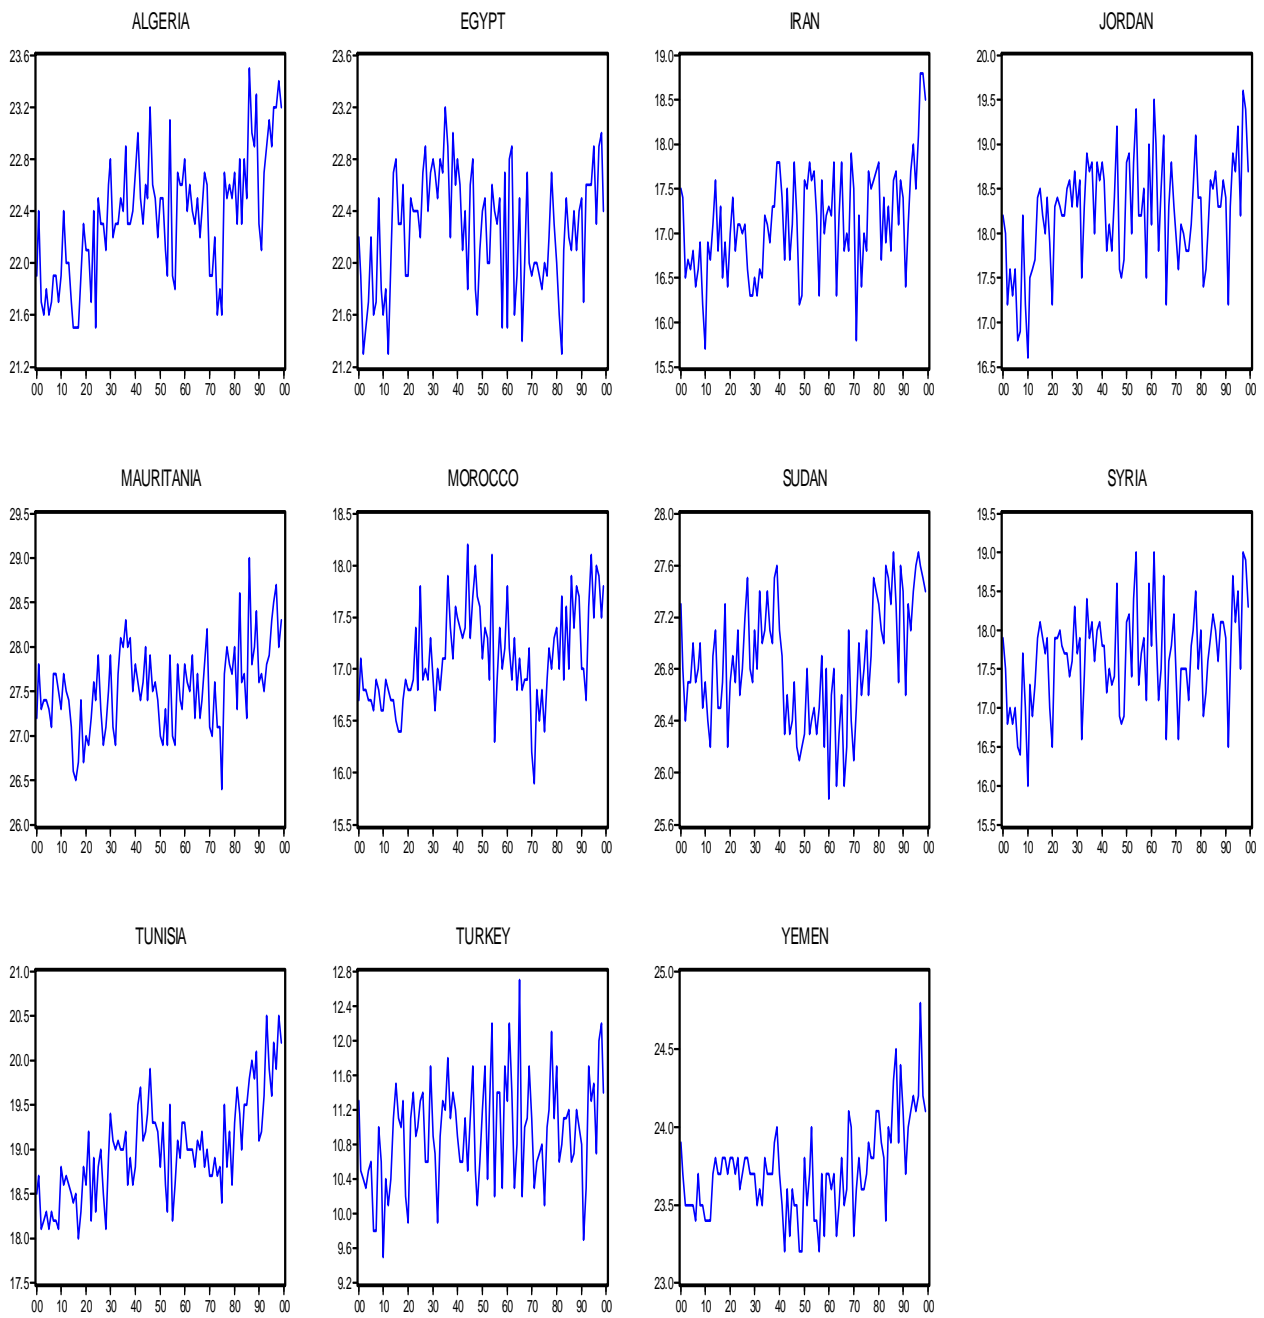 ALGERIA EGYPT IRAN JORDAN
23.6 23.6 19.0 20.0
23.2 23.2 18.5 19.5
22.8 22.8 18.0 19.0
22.4 22.4 17.5 18.5
22.0 22.0 17.0 18.0
21.6 21.6 16.5 17.5
21.2 21.2 16.0 17.0
15.5 16.5
00 10 20 30 40 50 60 70 80 90 00 00 10 20 30 40 50 60 70 80 90 00 00 10 20 30 40 50 60 70 80 90 00 00 10 20 30 40 50 60 70 80 90 00
MAURITANIA MOROCCO SUDAN SYRIA
29.5 18.5 28.0 19.5
29.0 18.0 27.6 19.0
28.5 17.5 27.2 18.5
28.0 17.0 26.8 18.0
27.5 16.5 26.4 17.5
27.0 16.0 26.0 17.0
26.5 15.5 25.6 16.5
26.0 16.0
15.5
00 10 20 30 40 50 60 70 80 90 00 00 10 20 30 40 50 60 70 80 90 00 00 10 20 30 40 50 60 70 80 90 00 00 10 20 30 40 50 60 70 80 90 00
TUNISIA TURKEY YEMEN
21.0 12.8 25.0
20.5 12.4 24.5
20.0 12.0 24.0
19.5 11.6 23.5
19.0 11.2 23.0
18.5 10.8
18.0 10.4
17.5 10.0
9.6
9.2
00 10 20 30 40 50 60 70 80 90 00 00 10 20 30 40 50 60 70 80 90 00 00 10 20 30 40 50 60 70 80 90 00